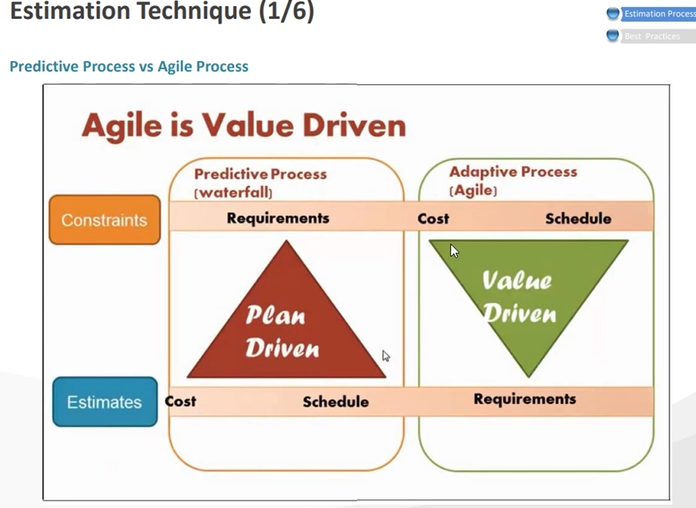 Estimation Technique (1/6)
Estimation Process
Best Practices
Predictive Process vs Agile Process
Agile is Value Driven
Predictive Process
(waterfall)
Adaptive Process
(Agile)
Constraints
Requirements
Cost
Schedule
Plan
Driven
Value
Driven
Estimates
Cost
Schedule
Requirements